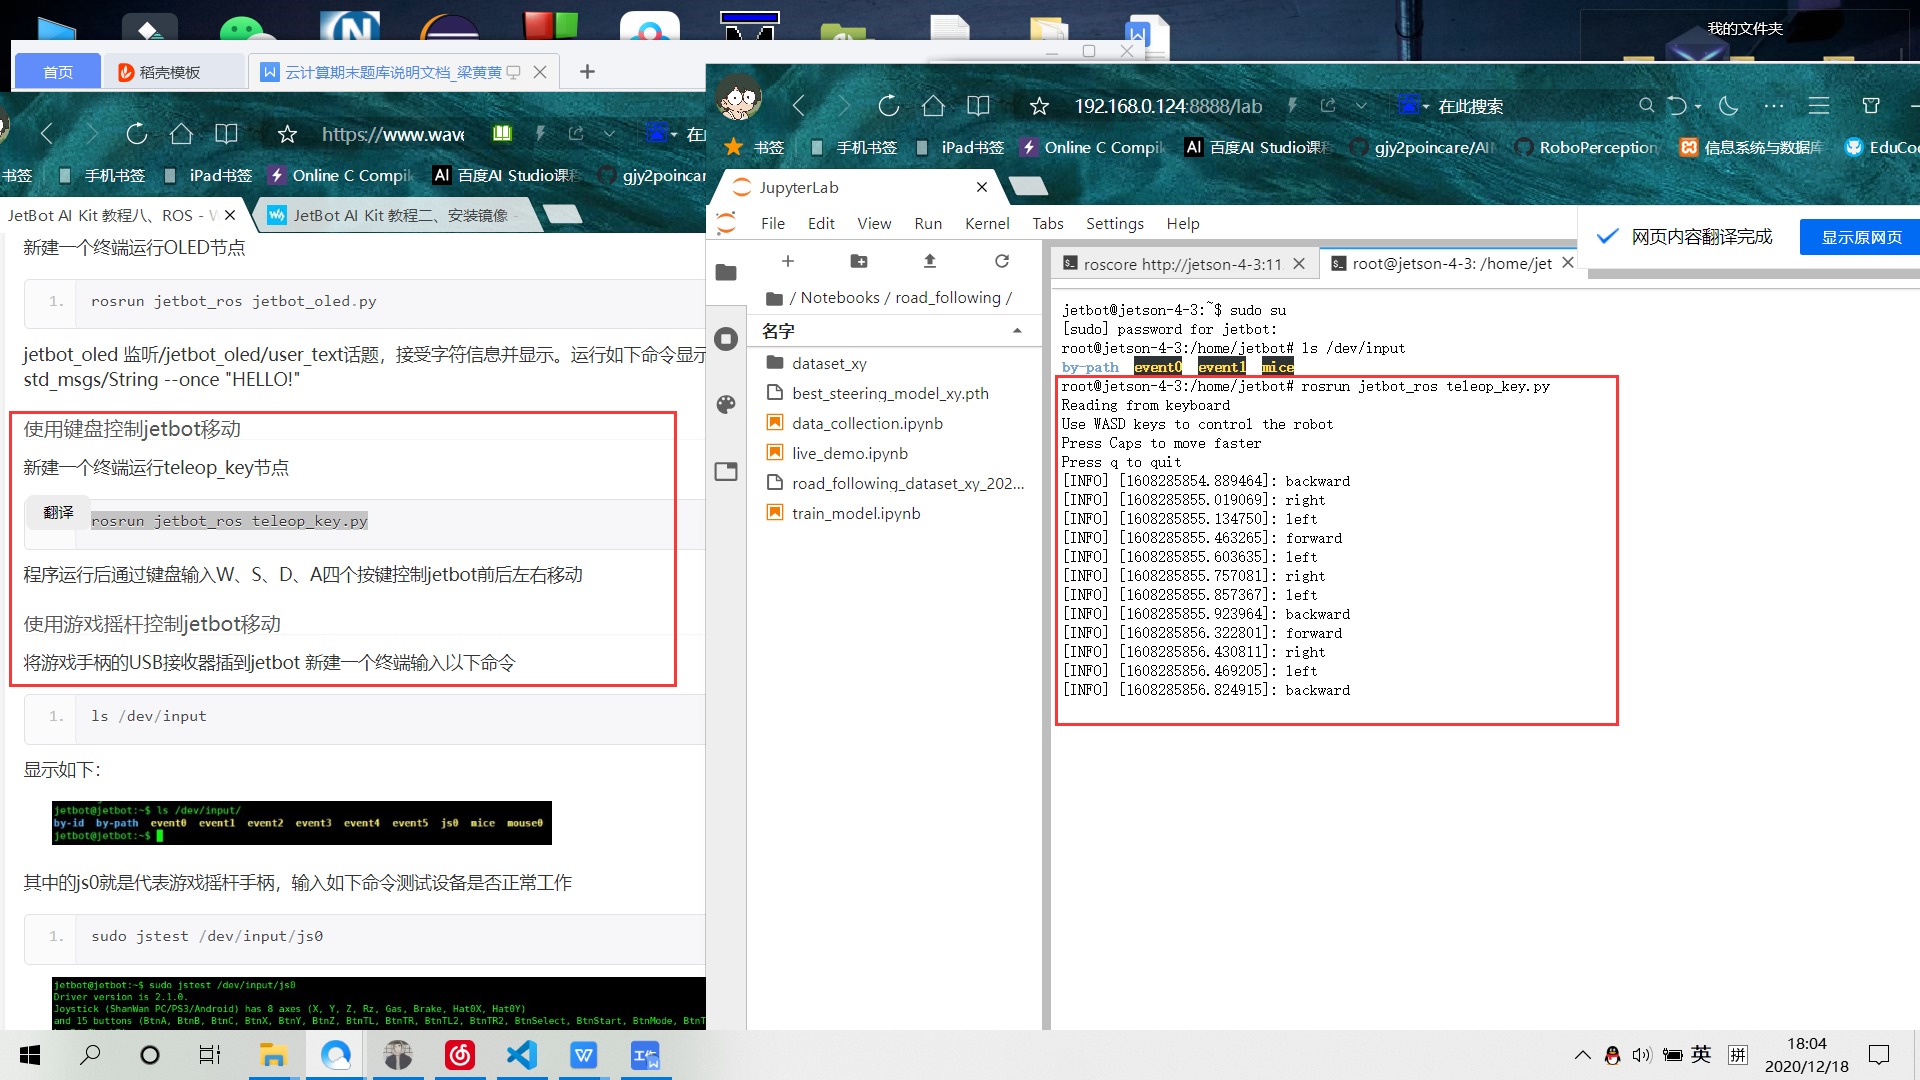 我的文件夹
首页
稻壳模板
云计算期末题库说明文档_梁黄黄
https://www.wave
在
书签
手机书签
iPad书签
Online C Compil
百度AI Studio课程
gjy2poincar
JetBot AI Kit 教程八、ROS - W
JetBot AI Kit 教程二、安装镜像 -
新建一个终端运行OLED节点
1. rosrun jetbot_ros jetbot_oled.py
jetbot_oled 监听/jetbot_oled/user_text话题，接受字符信息并显示。运行如下命令显示
std_msgs/String --once "HELLO!"
使用键盘控制jetbot移动
新建一个终端运行teleop_key节点
翻译
rosrun jetbot_ros teleop_key.py
程序运行后通过键盘输入W、S、D、A四个按键控制jetbot前后左右移动
使用游戏摇杆控制jetbot移动
将游戏手柄的USB接收器插到jetbot 新建一个终端输入以下命令
1. ls /dev/input
显示如下：
jetbot@jetbot:~$ ls /dev/input/
by-id by-path event0 event1 event2 event3 event4 event5 js0 mice mouse0
jetbot@jetbot:~$
其中的js0就是代表游戏摇杆手柄，输入如下命令测试设备是否正常工作
1. sudo jstest /dev/input/js0
jetbot@jetbot:~$ sudo jstest /dev/input/js0
Driver version is 2.1.0.
Joystick (ShanWan PC/PS3/Android) has 8 axes (X, Y, Z, Rz, Gas, Brake, Hat0X, Hat0Y)
and 15 buttons (BtnA, BtnB, BtnC, BtnX, BtnY, BtnZ, BtnTL, BtnTR, BtnTL2, BtnTR2, BtnSelect, BtnStart, BtnMode, BtnT
192.168.0.124:8888/lab
在此搜索
书签
手机书签
iPad书签
Online C Compil
百度AI Studio课程
gjy2poincare/AI
RoboPerception
信息系统与数据库
EduCo
JupyterLab
File Edit View Run Kernel Tabs Settings Help
网页内容翻译完成
显示原网页
/ Notebooks / road_following /
名字
dataset_xy
best_steering_model_xy.pth
data_collection.ipynb
live_demo.ipynb
road_following_dataset_xy_202...
train_model.ipynb
roscore http://jetson-4-3:11
root@jetson-4-3: /home/jet
jetbot@jetson-4-3:~$ sudo su
[sudo] password for jetbot:
root@jetson-4-3:/home/jetbot# ls /dev/input
by-path event0 event1 mice
root@jetson-4-3:/home/jetbot# rosrun jetbot_ros teleop_key.py
Reading from keyboard
Use WASD keys to control the robot
Press Caps to move faster
Press q to quit
[INFO] [1608285854.889464]: backward
[INFO] [1608285855.019069]: right
[INFO] [1608285855.134750]: left
[INFO] [1608285855.463265]: forward
[INFO] [1608285855.603635]: left
[INFO] [1608285855.757081]: right
[INFO] [1608285855.857367]: left
[INFO] [1608285855.923964]: backward
[INFO] [1608285856.322801]: forward
[INFO] [1608285856.430811]: right
[INFO] [1608285856.469205]: left
[INFO] [1608285856.824915]: backward
英
拼
18:04
2020/12/18